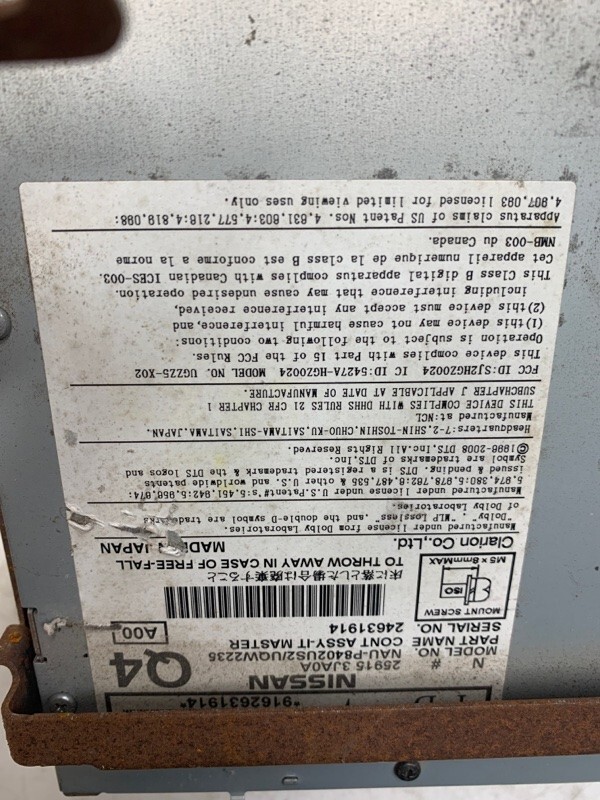 *9162631914*
NISSAN
N # 25915 3JA0A
MODEL NO. NAU-P8402US2/UGW2235
PART NAME CONT ASSY-IT MASTER
SERIAL NO. 24631914
Q4
A00
MOUNT SCREW
ISO
M5×8mmMAX
床に落とした場合は廃棄すること
TO THROW AWAY IN CASE OF FREE-FALL
Clarion Co.,Ltd. MADE JAPAN
Manufactured under license from Dolby Laboratories.
"Dolby", "MLP Lossless", and the double-D symbol are trademarks
of Dolby Laboratories.
Manufactured under license under U.S. Patent#'s:5,451,942:5,956,674:
5,974,380:5,978,762:6,487,535 & other U.S. and worldwide patents
issued & pending. DTS is a registered trademark & the DTS logos and
Symbol are trademarks of DTS,Inc.
©1996-2008 DTS,Inc.All Rights Reserved.
Headquarters:7-2,SHIN-TOSHIN,CHUO-KU,SAITAMA-SHI,SAITAMA,JAPAN.
Manufactured at:NCL
THIS DEVICE COMPLIES WITH DHHS RULES 21 CFR CHAPTER 1
SUBCHAPTER J APPLICABLE AT DATE OF MANUFACTURE.
FCC ID:SJ2HG20024 IC ID:5427A-HG20024 MODEL NO. UGZZ5-X02
This device complies with Part 15 of the FCC Rules.
Operation is subject to the following two conditions:
(1)this device may not cause harmful interference,and
(2)this device must accept any interference received,
including interference that may cause undesired operation.
This Class B digital apparatus complies with Canadian ICES-003.
Cet appareil numerique de la class B est conforme a la norme
NMB-003 du Canada.
Apparatus claims of US Patent Nos. 4,631,603:4,577,216:4,819,098:
4,907,093 licensed for limited viewing uses only.